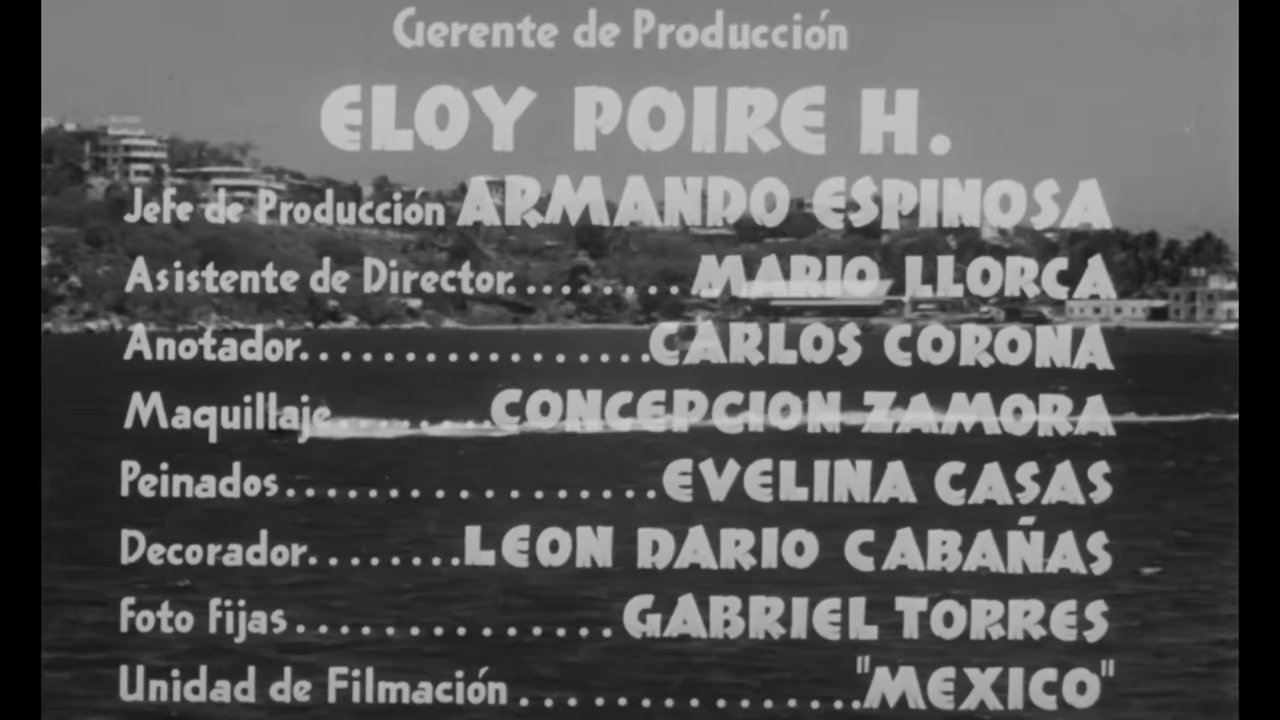 Gerente de Producción
ELOY POIRE H.
Jefe de Producción ARMANDO ESPINOSA
Asistente de Director.........MARIO LLORCA
Anotador..................CARLOS CORONA
Maquillaje.........CONCEPCION ZAMORA
Peinados..................EVELINA CASAS
Decorador........LEON DARIO CABAÑAS
Foto fijas...............GABRIEL TORRES
Unidad de Filmación ................"MEXICO"